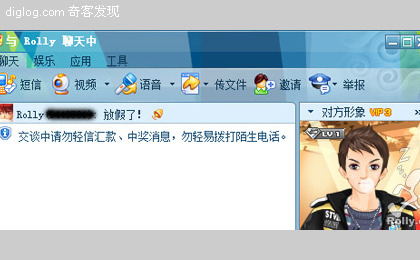 diglog.com 奇客发现
与 Rolly 聊天中
聊天 娱乐 应用 工具
短信 视频 语音 传文件 邀请 举报
Rolly 放假了！
交谈中请勿轻信汇款、中奖消息，勿轻易拨打陌生电话。
对方形象 VIP3
LV1
Rolly.